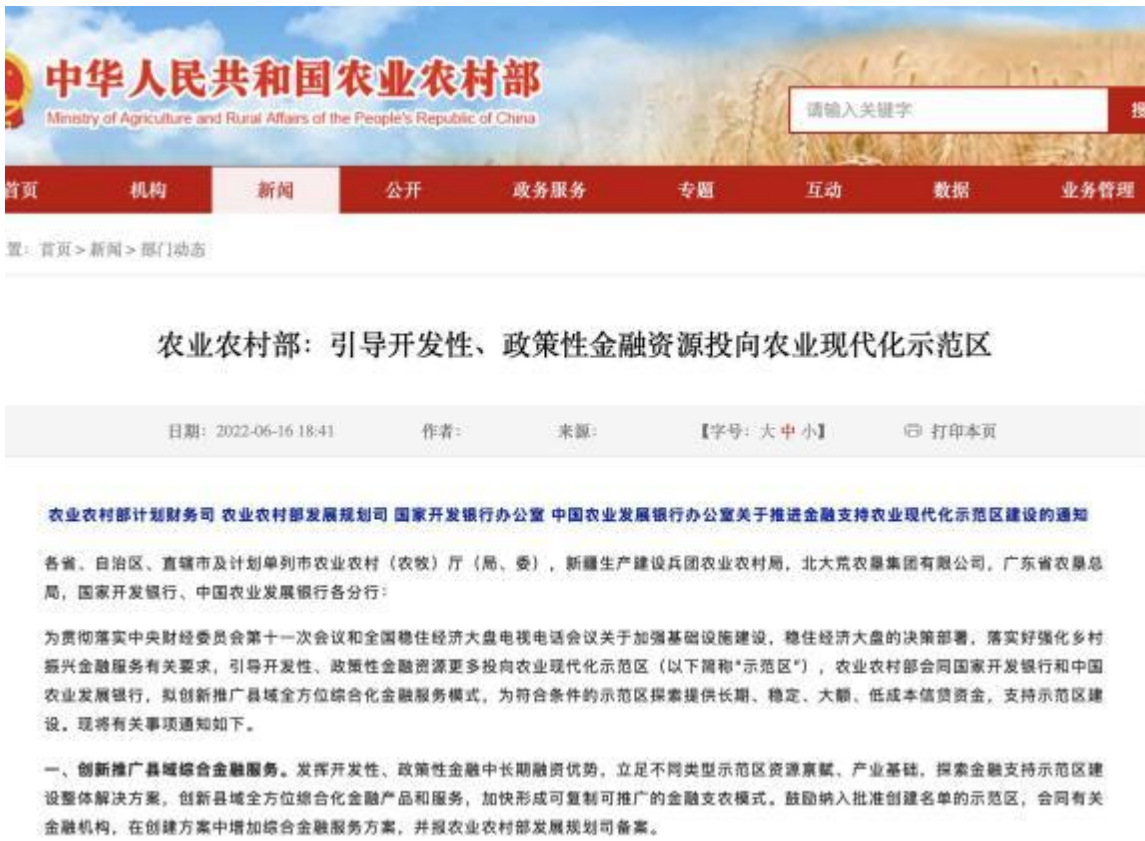 中华人民共和国农业农村部
Ministry of Agriculture and Rural Affairs of the People's Republic of China
请输入关键字
搜
首页 机构 新闻 公开 政务服务 专题 互动 数据 业务管理
置：首页>新闻>部门动态
农业农村部：引导开发性、政策性金融资源投向农业现代化示范区
日期：2022-06-16 18:41 作者： 来源： 【字号：大 中 小】 打印本页
农业农村部计划财务司 农业农村部发展规划司 国家开发银行办公室 中国农业发展银行办公室关于推进金融支持农业现代化示范区建设的通知
各省、自治区、直辖市及计划单列市农业农村（农牧）厅（局、委），新疆生产建设兵团农业农村局，北大荒农垦集团有限公司，广东省农垦总
局，国家开发银行、中国农业发展银行各分行：
为贯彻落实中央财经委员会第十一次会议和全国稳住经济大盘电视电话会议关于加强基础设施建设，稳住经济大盘的决策部署，落实好强化乡村
振兴金融服务有关要求，引导开发性、政策性金融资源更多投向农业现代化示范区（以下简称“示范区”），农业农村部会同国家开发银行和中国
农业发展银行，拟创新推广县域全方位综合化金融服务模式，为符合条件的示范区探索提供长期、稳定、大额、低成本信贷资金，支持示范区建
设。现将有关事项通知如下。
一、创新推广县域综合金融服务。发挥开发性、政策性金融中长期融资优势，立足不同类型示范区资源禀赋、产业基础，探索金融支持示范区建
设整体解决方案，创新县域全方位综合化金融产品和服务，加快形成可复制可推广的金融支农模式。鼓励纳入批准创建名单的示范区，会同有关
金融机构，在创建方案中增加综合金融服务方案，并报农业农村部发展规划司备案。